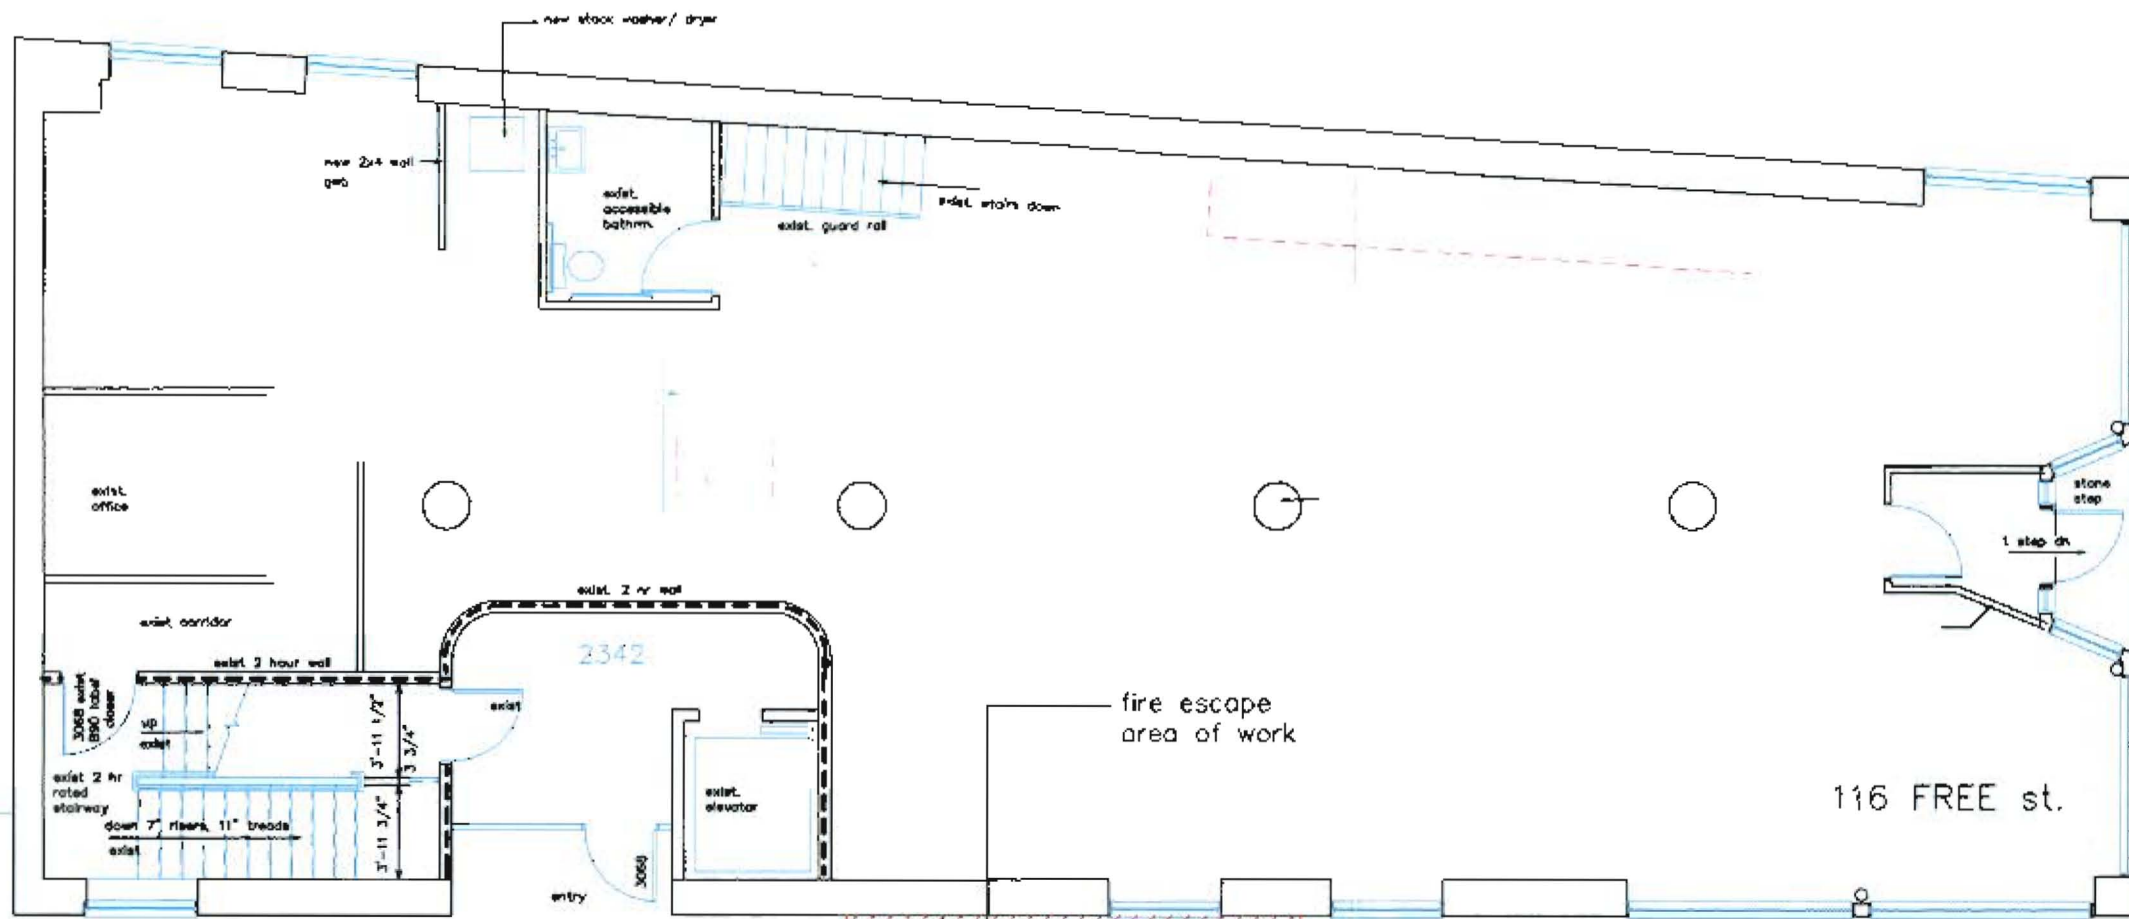 new stack washer/ dryer
new 2x4 wall
gwb
exist.
accessible
bathrm.
exist. stairs down
exist. guard rail
exist.
office
stone
step
1 step dn
exist. 2 hr wall
exist. corridor
exist 2 hour wall
2342
3068 exist
B90 label
closer
up
exist
exist
3'-11 1/2"
3 3/4"
3'-11 3/4"
fire escape
area of work
exist 2 hr
rated
stairway
exist.
elevator
116 FREE st.
down 7" risers, 11" treads
exist
3068
entry